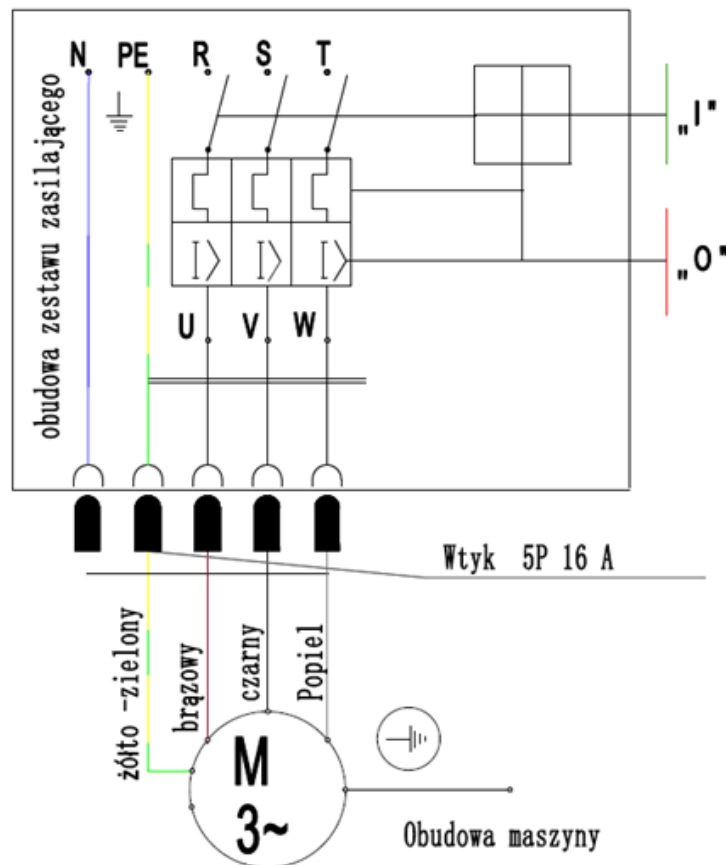 N PE R S T
„I"
„O"
obudowa zestawu zasilającego
U V W
Wtyk 5P 16 A
żółto -zielony
brązowy
czarny
Popiel
M
3~
Obudowa maszyny